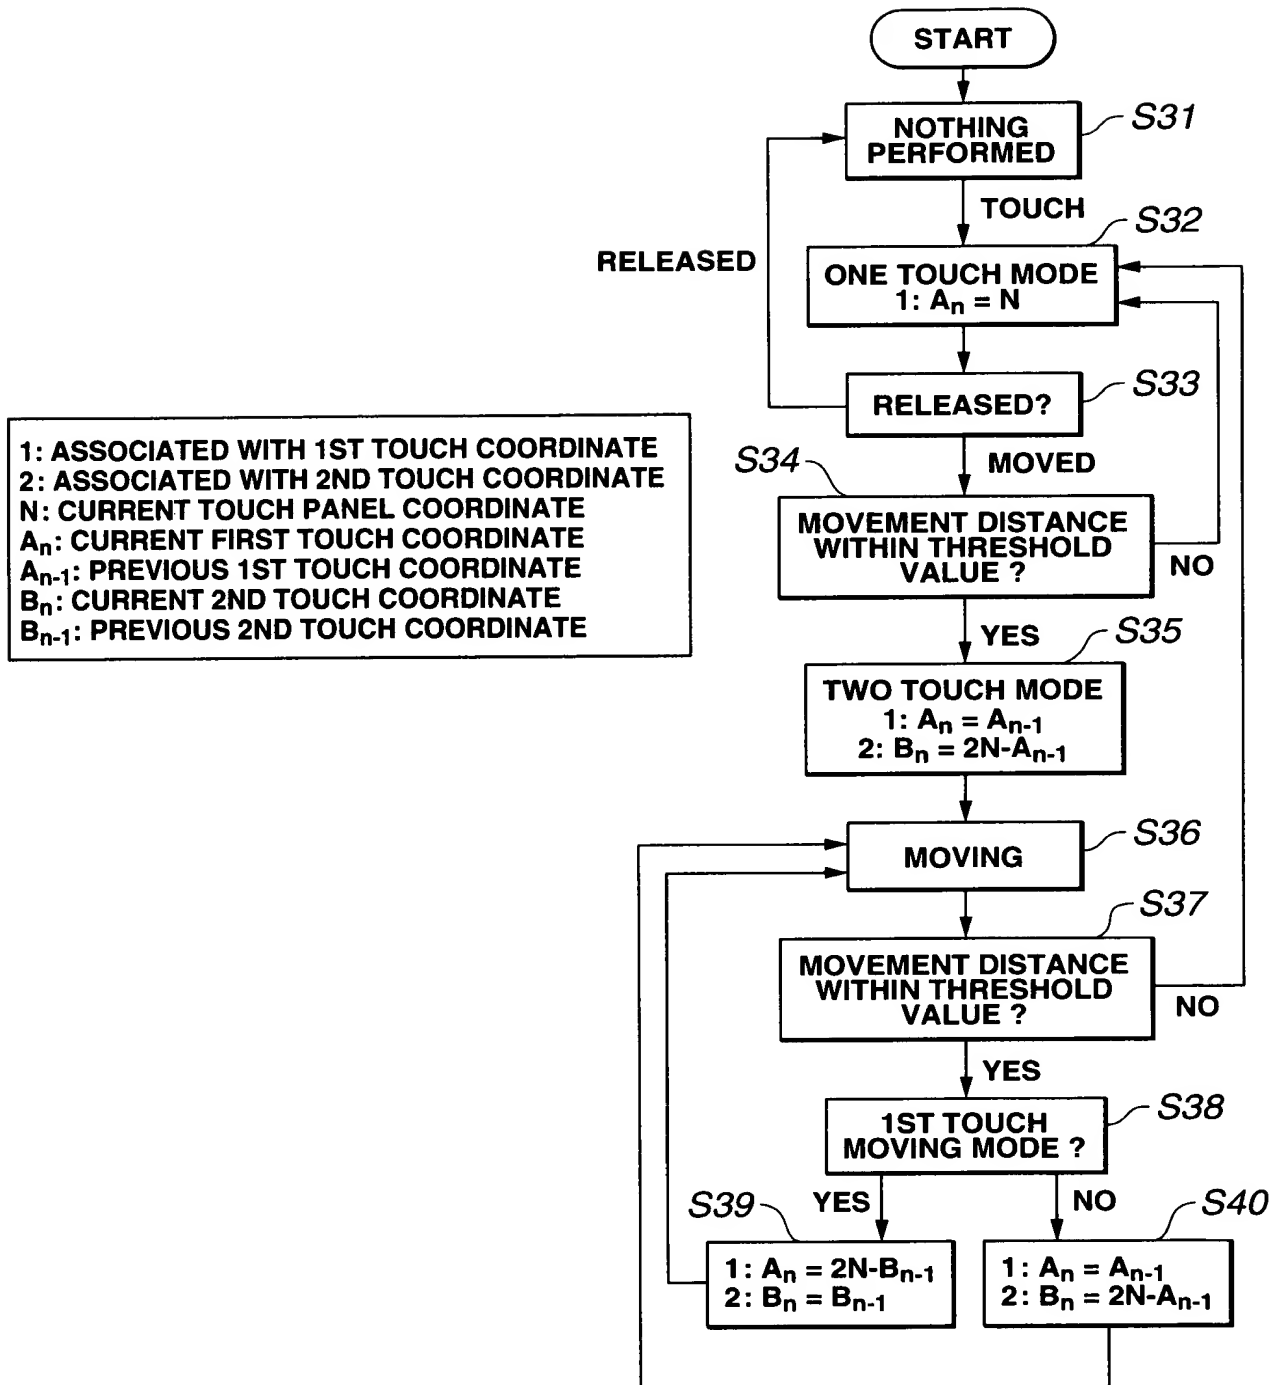 START
NOTHING
PERFORMED
S31
TOUCH
S32
RELEASED
ONE TOUCH MODE
1: Aₙ = N
RELEASED?
S33
MOVED
S34
MOVEMENT DISTANCE
WITHIN THRESHOLD
VALUE ?
NO
1: ASSOCIATED WITH 1ST TOUCH COORDINATE
2: ASSOCIATED WITH 2ND TOUCH COORDINATE
N: CURRENT TOUCH PANEL COORDINATE
Aₙ: CURRENT FIRST TOUCH COORDINATE
Aₙ₋₁: PREVIOUS 1ST TOUCH COORDINATE
Bₙ: CURRENT 2ND TOUCH COORDINATE
Bₙ₋₁: PREVIOUS 2ND TOUCH COORDINATE
YES
S35
TWO TOUCH MODE
1: Aₙ = Aₙ₋₁
2: Bₙ = 2N-Aₙ₋₁
MOVING
S36
S37
MOVEMENT DISTANCE
WITHIN THRESHOLD
VALUE ?
NO
YES
1ST TOUCH
MOVING MODE ?
S38
YES
NO
S39
S40
1: Aₙ = 2N-Bₙ₋₁
2: Bₙ = Bₙ₋₁
1: Aₙ = Aₙ₋₁
2: Bₙ = 2N-Aₙ₋₁